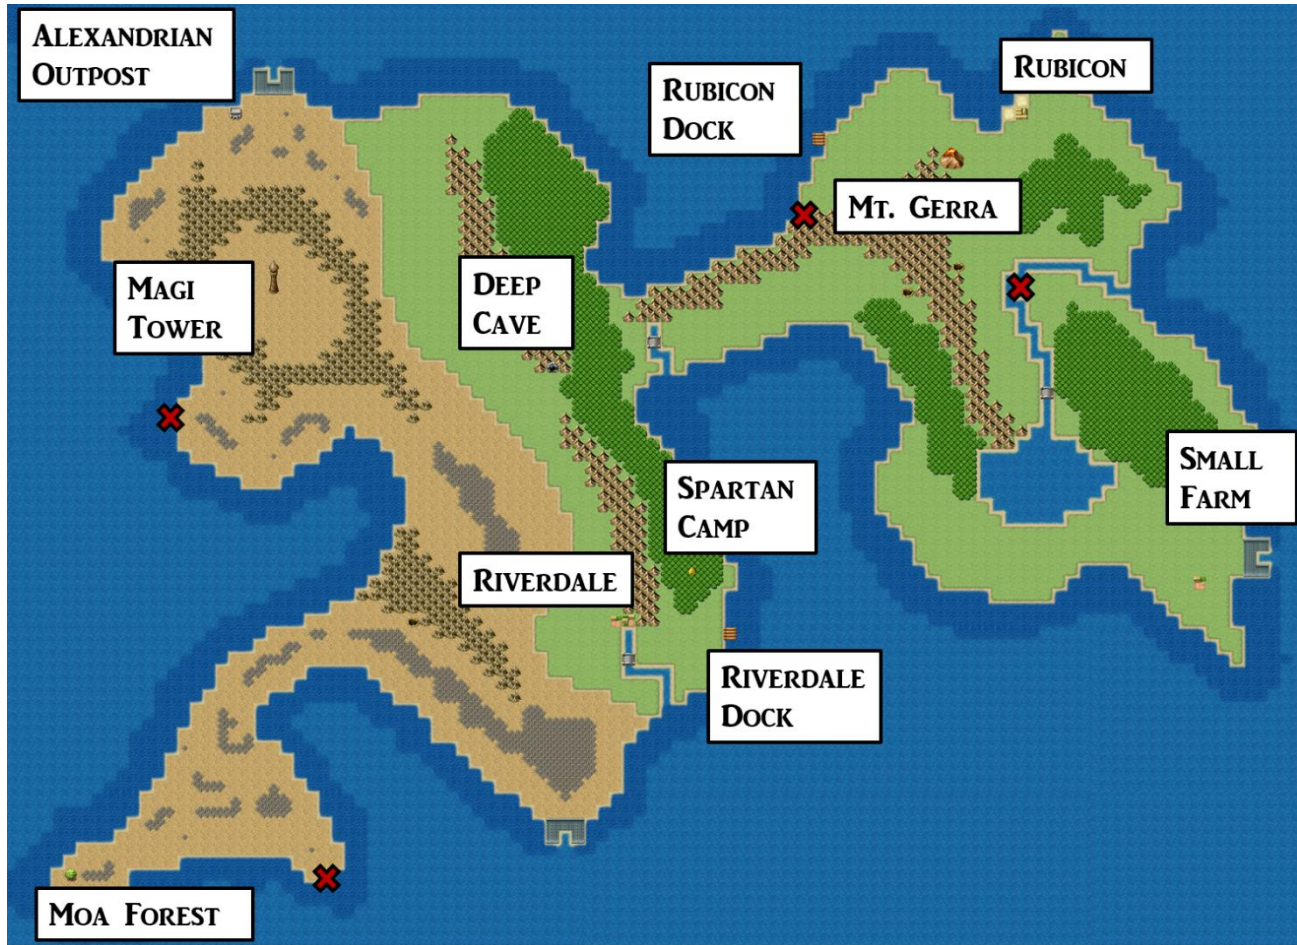 Alexandrian
Outpost
Rubicon
Dock
Rubicon
Mt. Gerra
Magi
Tower
Deep
Cave
Spartan
Camp
Small
Farm
Riverdale
Riverdale
Dock
Moa Forest